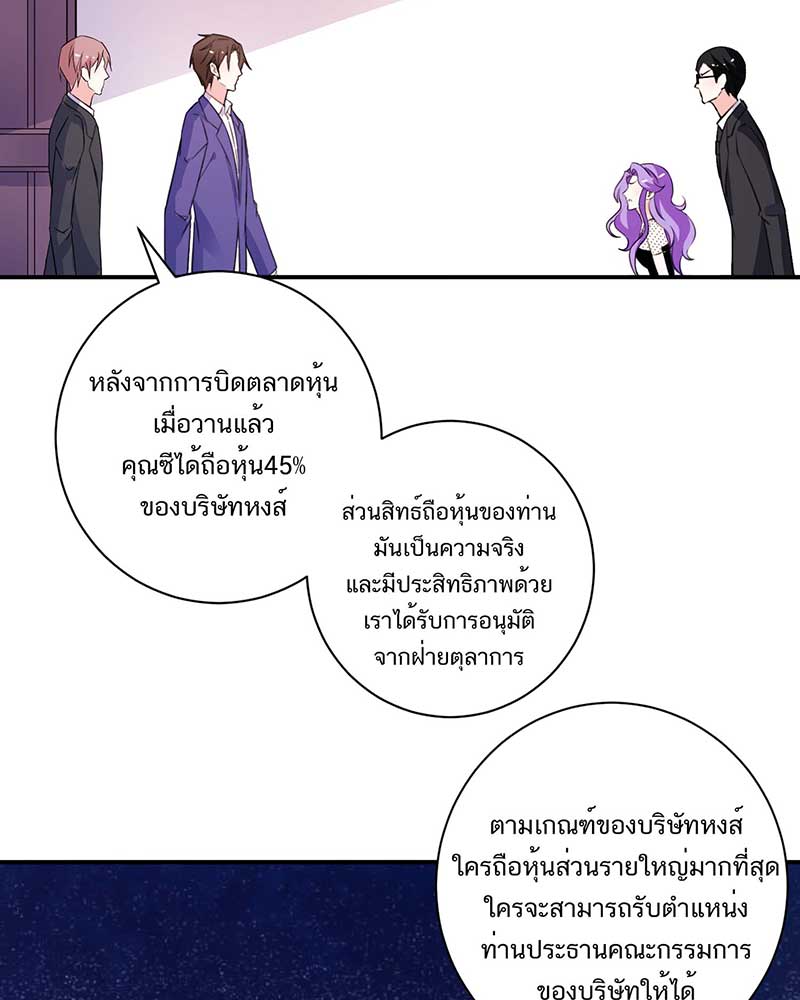 หลังจากการบิดตลาดหุ้น
เมื่อวานแล้ว
คุณซีได้ถือหุ้น45%
ของบริษัทหงส์
ส่วนสิทธ์ถือหุ้นของท่าน
มันเป็นความจริง
และมีประสิทธิภาพด้วย
เราได้รับการอนุมัติ
จากฝ่ายตุลาการ
ตามเกณฑ์ของบริษัทหงส์
ใครถือหุ้นส่วนรายใหญ่มากที่สุด
ใครจะสามารถรับตำแหน่ง
ท่านประธานคณะกรรมการ
ของบริษัทให้ได้